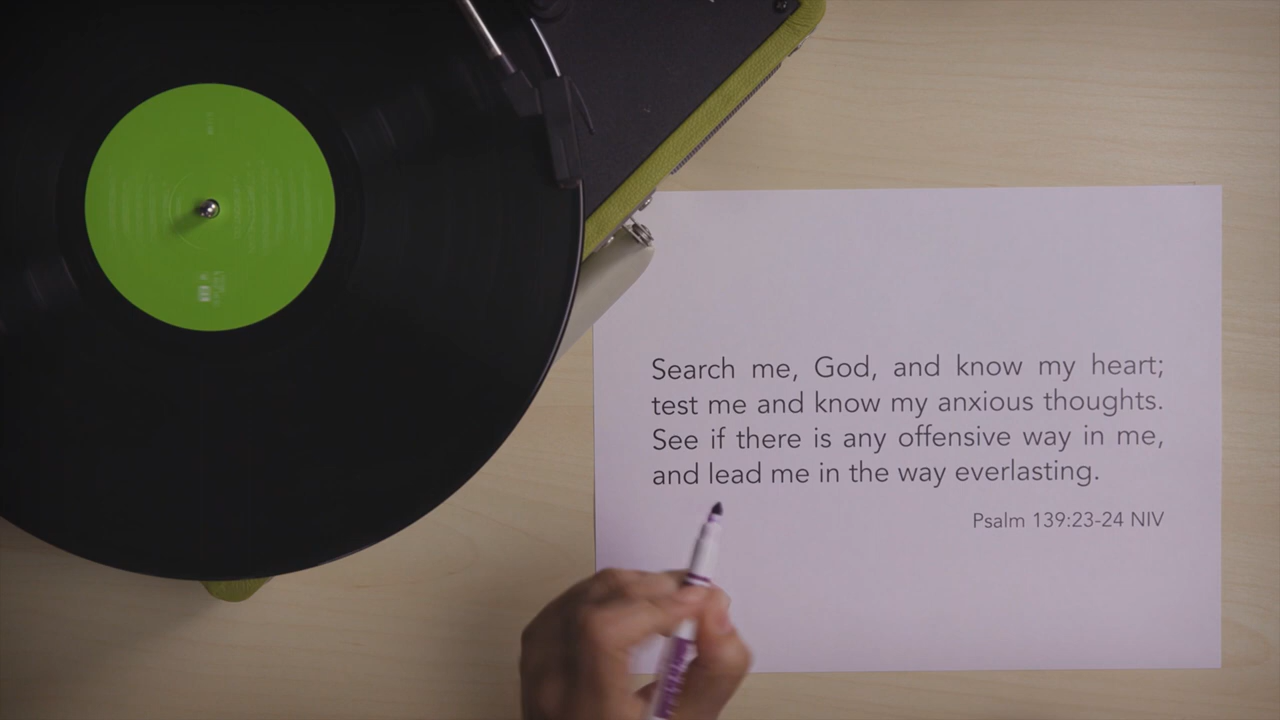 Search me, God, and know my heart;
test me and know my anxious thoughts.
See if there is any offensive way in me,
and lead me in the way everlasting.
Psalm 139:23-24 NIV